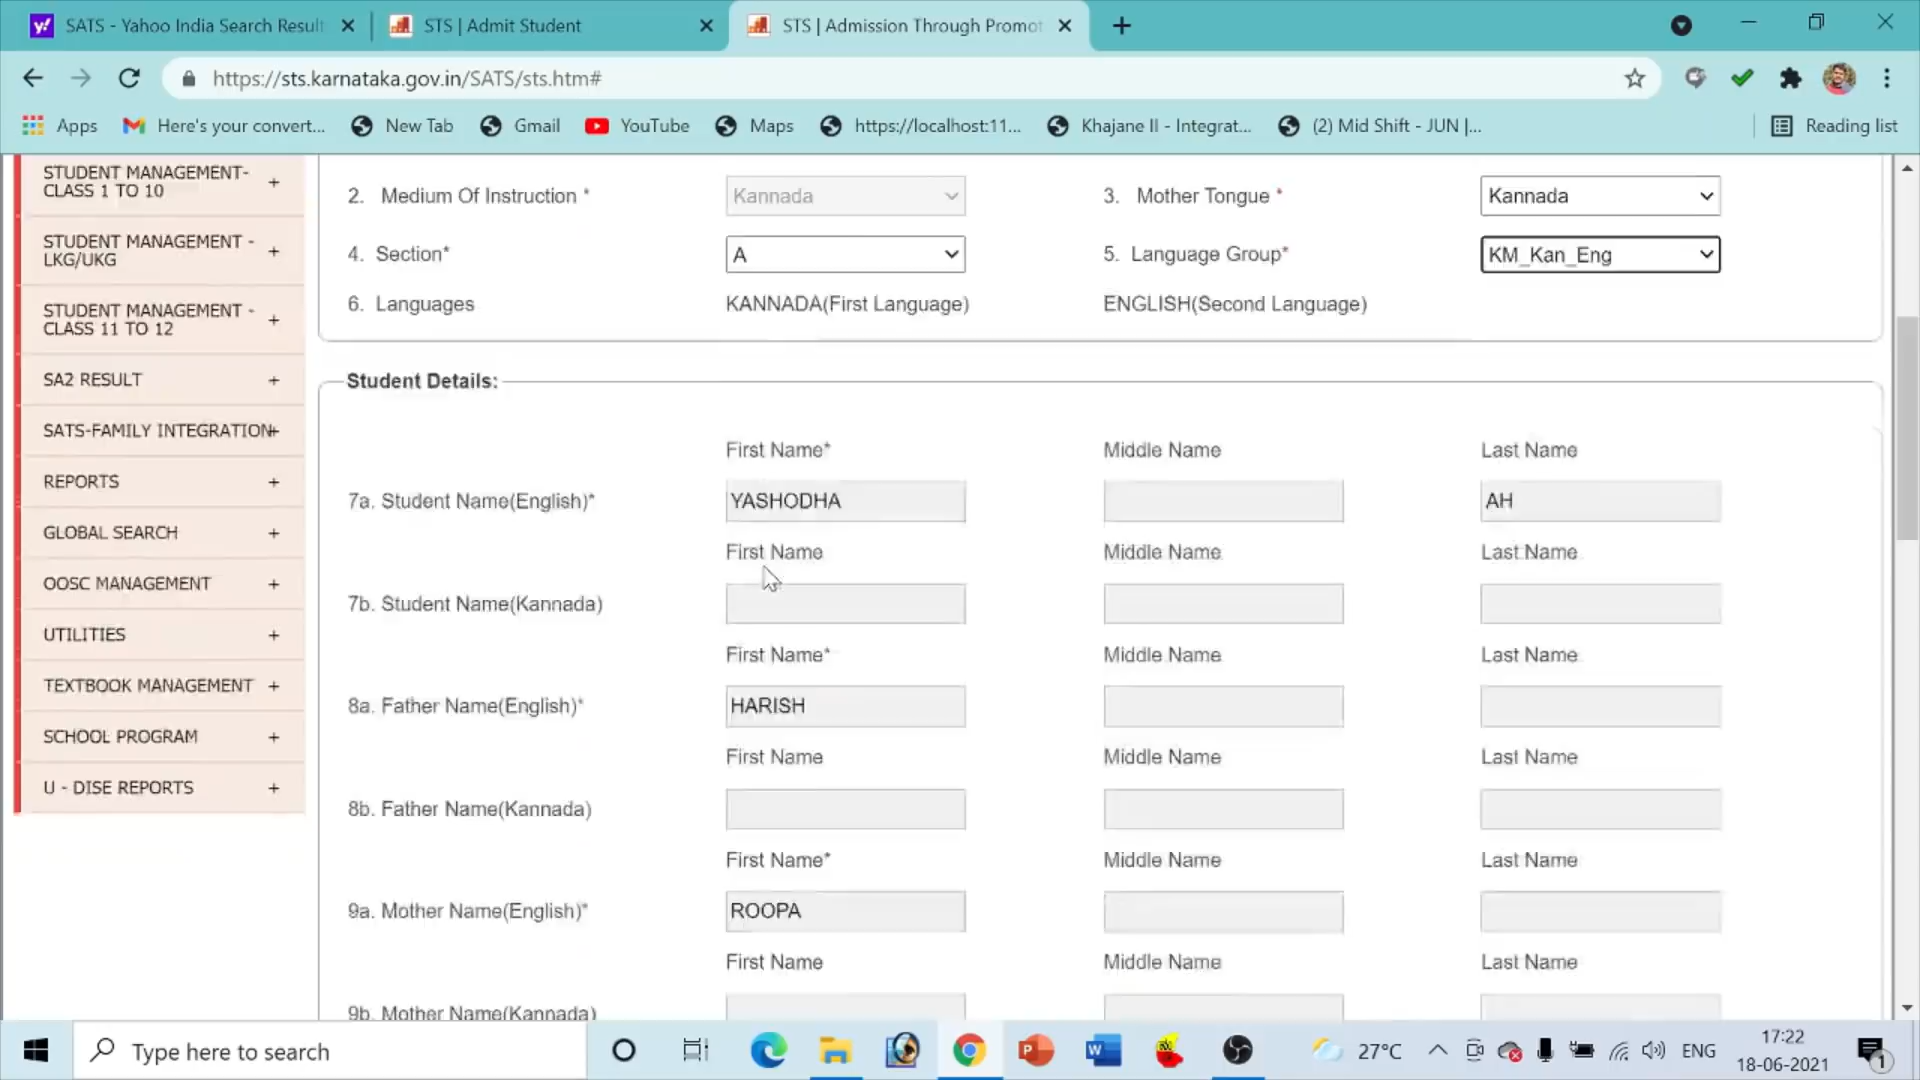 SATS - Yahoo India Search Result
STS | Admit Student
STS | Admission Through Promot
https://sts.karnataka.gov.in/SATS/sts.htm#
Apps
Here's your convert...
New Tab
Gmail
YouTube
Maps
https://localhost:11...
Khajane II - Integrat...
(2) Mid Shift - JUN |...
Reading list
STUDENT MANAGEMENT-
CLASS 1 TO 10 +
STUDENT MANAGEMENT -
LKG/UKG +
STUDENT MANAGEMENT -
CLASS 11 TO 12 +
SA2 RESULT +
SATS-FAMILY INTEGRATION+
REPORTS +
GLOBAL SEARCH +
OOSC MANAGEMENT +
UTILITIES +
TEXTBOOK MANAGEMENT +
SCHOOL PROGRAM +
U - DISE REPORTS +
2. Medium Of Instruction * Kannada 3. Mother Tongue * Kannada
4. Section* A 5. Language Group* KM_Kan_Eng
6. Languages KANNADA(First Language) ENGLISH(Second Language)
Student Details:
First Name* Middle Name Last Name
7a. Student Name(English)* YASHODHA AH
First Name Middle Name Last Name
7b. Student Name(Kannada)
First Name* Middle Name Last Name
8a. Father Name(English)* HARISH
First Name Middle Name Last Name
8b. Father Name(Kannada)
First Name* Middle Name Last Name
9a. Mother Name(English)* ROOPA
First Name Middle Name Last Name
9b. Mother Name(Kannada)
Type here to search
27°C
ENG
17:22
18-06-2021
1